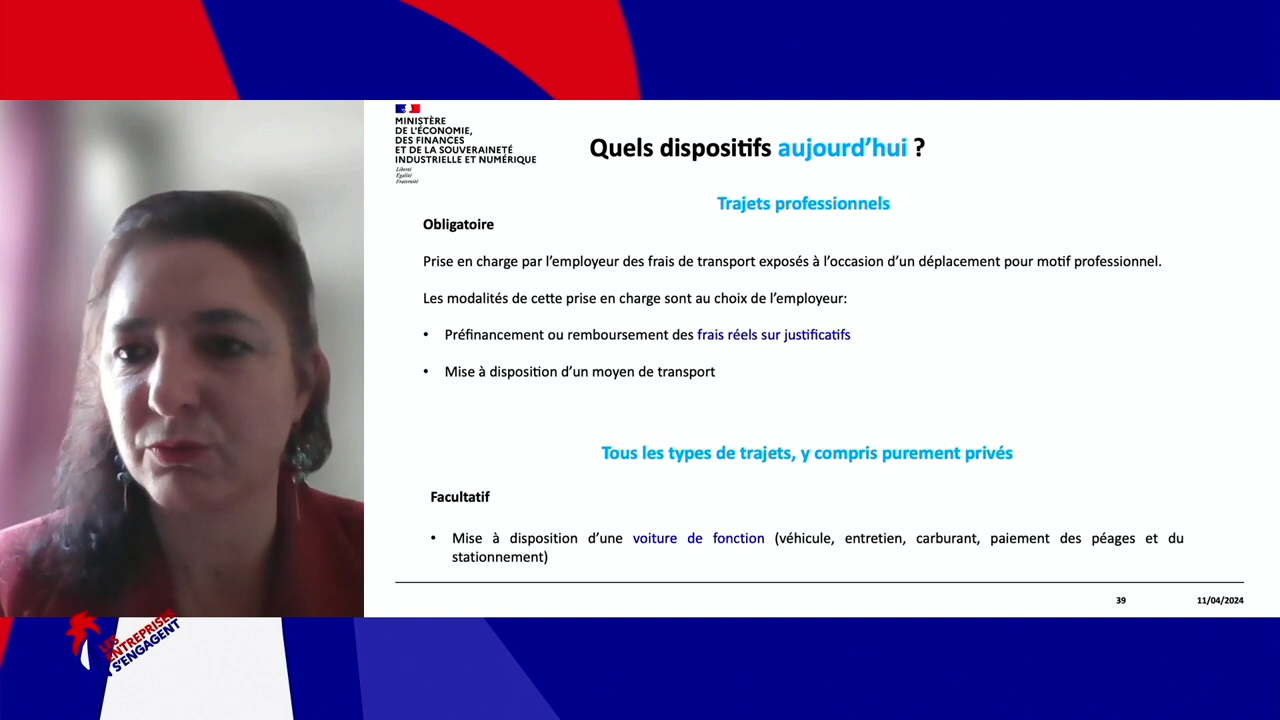 MINISTÈRE
DE L'ÉCONOMIE,
DES FINANCES
ET DE LA SOUVERAINETÉ
INDUSTRIELLE ET NUMÉRIQUE
Liberté
Égalité
Fraternité
Quels dispositifs aujourd'hui ?
Trajets professionnels
Obligatoire
Prise en charge par l'employeur des frais de transport exposés à l'occasion d'un déplacement pour motif professionnel.
Les modalités de cette prise en charge sont au choix de l'employeur:
• Préfinancement ou remboursement des frais réels sur justificatifs
• Mise à disposition d'un moyen de transport
Tous les types de trajets, y compris purement privés
Facultatif
• Mise à disposition d'une voiture de fonction (véhicule, entretien, carburant, paiement des péages et du
stationnement)
39
11/04/2024
LES
ENTREPRISES
S'ENGAGENT